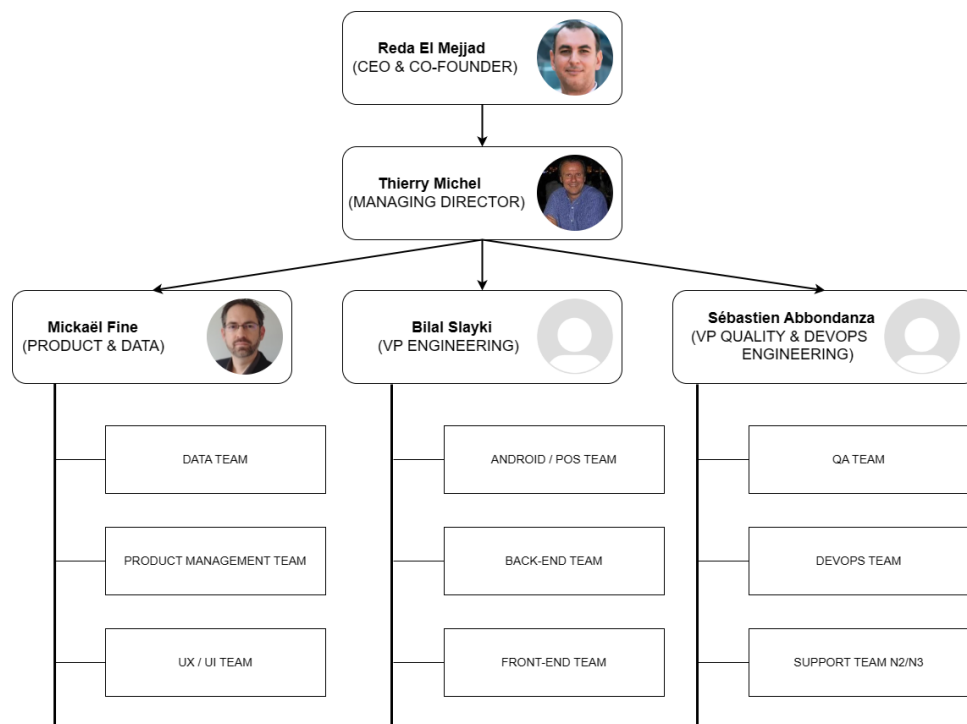 Reda El Mejjad
(CEO & CO-FOUNDER)
Thierry Michel
(MANAGING DIRECTOR)
Mickaël Fine
(PRODUCT & DATA)
Bilal Slayki
(VP ENGINEERING)
Sébastien Abbondanza
(VP QUALITY & DEVOPS
ENGINEERING)
DATA TEAM
ANDROID / POS TEAM
QA TEAM
PRODUCT MANAGEMENT TEAM
BACK-END TEAM
DEVOPS TEAM
UX / UI TEAM
FRONT-END TEAM
SUPPORT TEAM N2/N3